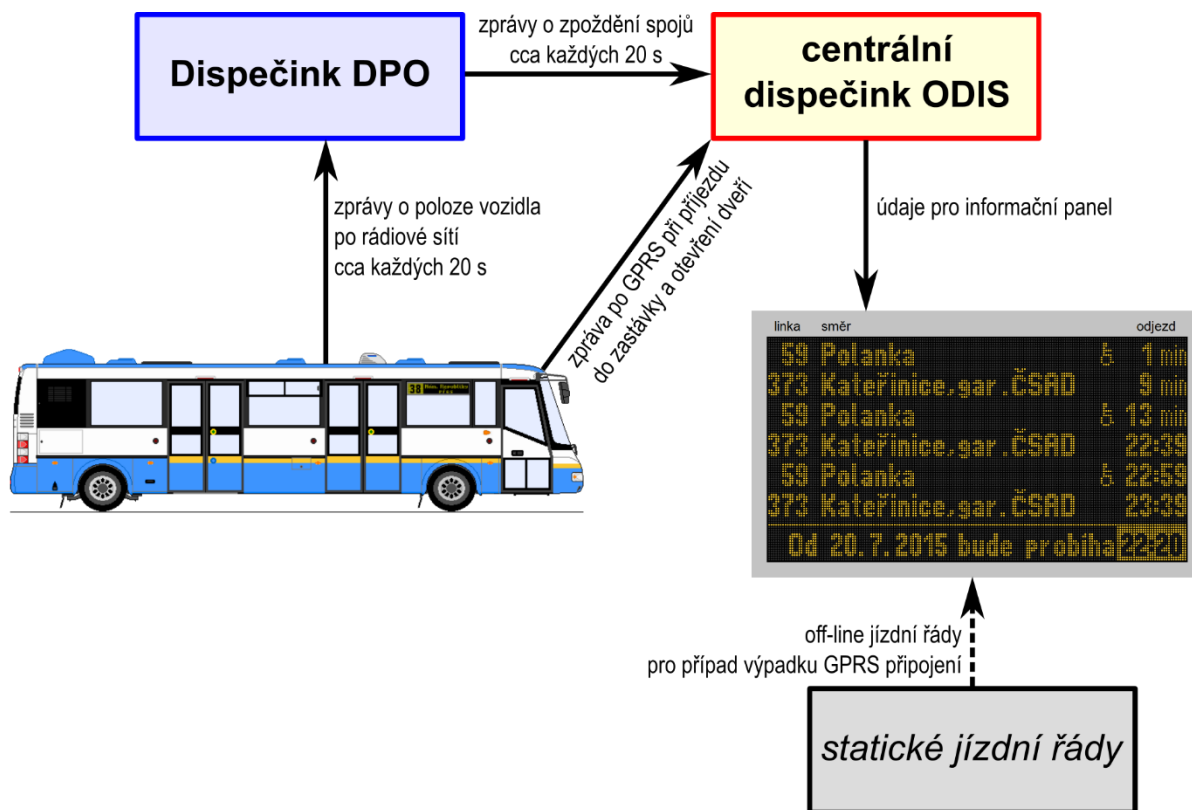 Dispečink DPO
zprávy o zpoždění spojů
cca každých 20 s
centrální
dispečink ODIS
zprávy o poloze vozidla
po rádiové sítí
cca každých 20 s
zpráva po GPRS při příjezdu
do zastávky a otevření dveří
údaje pro informační panel
38
linka směr odjezd
59 Polanka 1 min
373 Kateřinice,gar.ČSAD 9 min
59 Polanka 13 min
373 Kateřinice,gar.ČSAD 22:39
59 Polanka 22:59
373 Kateřinice,gar.ČSAD 23:39
Od 20.7.2015 bude probíha 22:20
off-line jízdní řády
pro případ výpadku GPRS připojení
statické jízdní řády